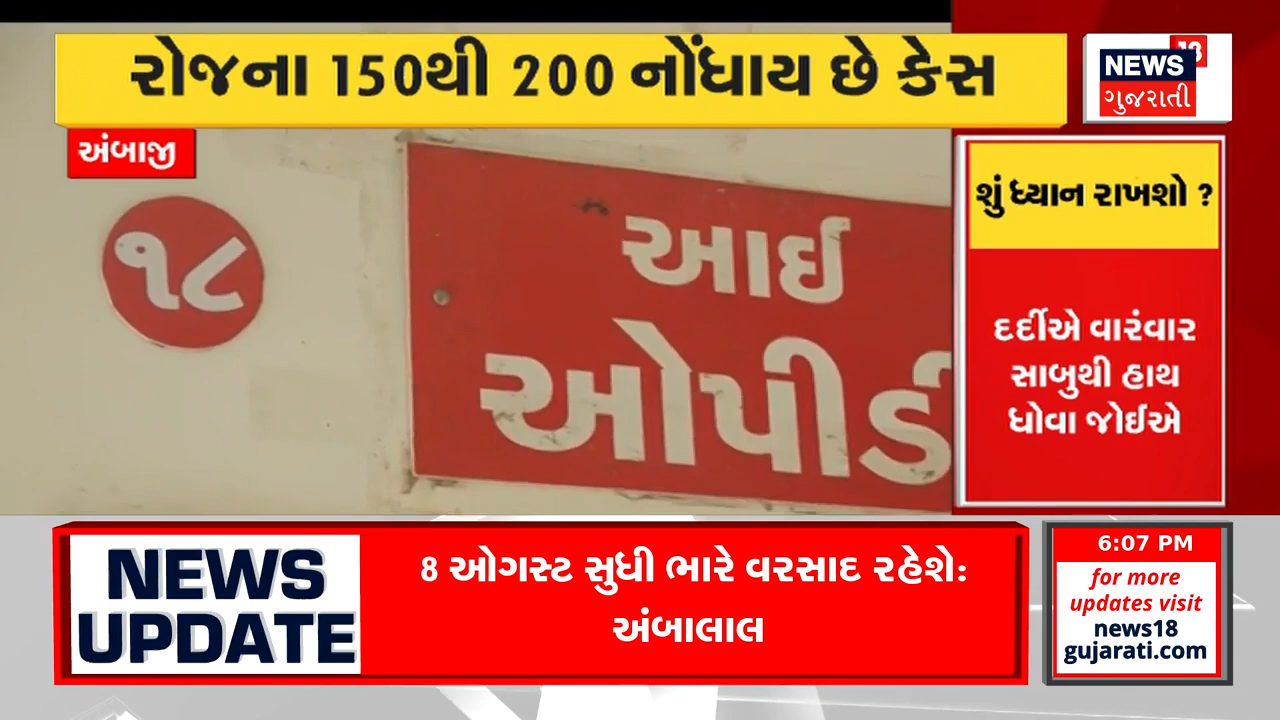 રોજના 150થી 200 નોંધાય છે કેસ
NEWS 18
ગુજરાતી
અંબાજી
૧૮
આઈ
ઓપીડી
શું ધ્યાન રાખશો ?
દર્દીએ વારંવાર
સાબુથી હાથ
ધોવા જોઈએ
NEWS
UPDATE
8 ઓગસ્ટ સુધી ભારે વરસાદ રહેશેઃ
અંબાલાલ
6:07 PM
for more
updates visit
news18
gujarati.com